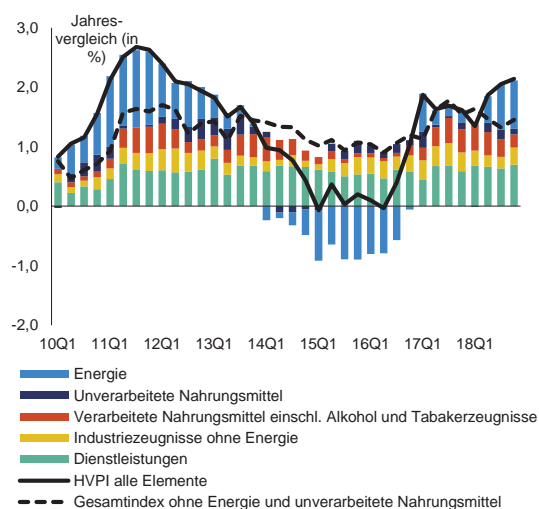 Jahres-
vergleich (in
%)
3,0
2,0
1,0
0,0
-1,0
-2,0
10Q1 11Q1 12Q1 13Q1 14Q1 15Q1 16Q1 17Q1 18Q1
Energie
Unverarbeitete Nahrungsmittel
Verarbeitete Nahrungsmittel einschl. Alkohol und Tabakerzeugnisse
Industriezeugnisse ohne Energie
Dienstleistungen
HVPI alle Elemente
Gesamtindex ohne Energie und unverarbeitete Nahrungsmittel